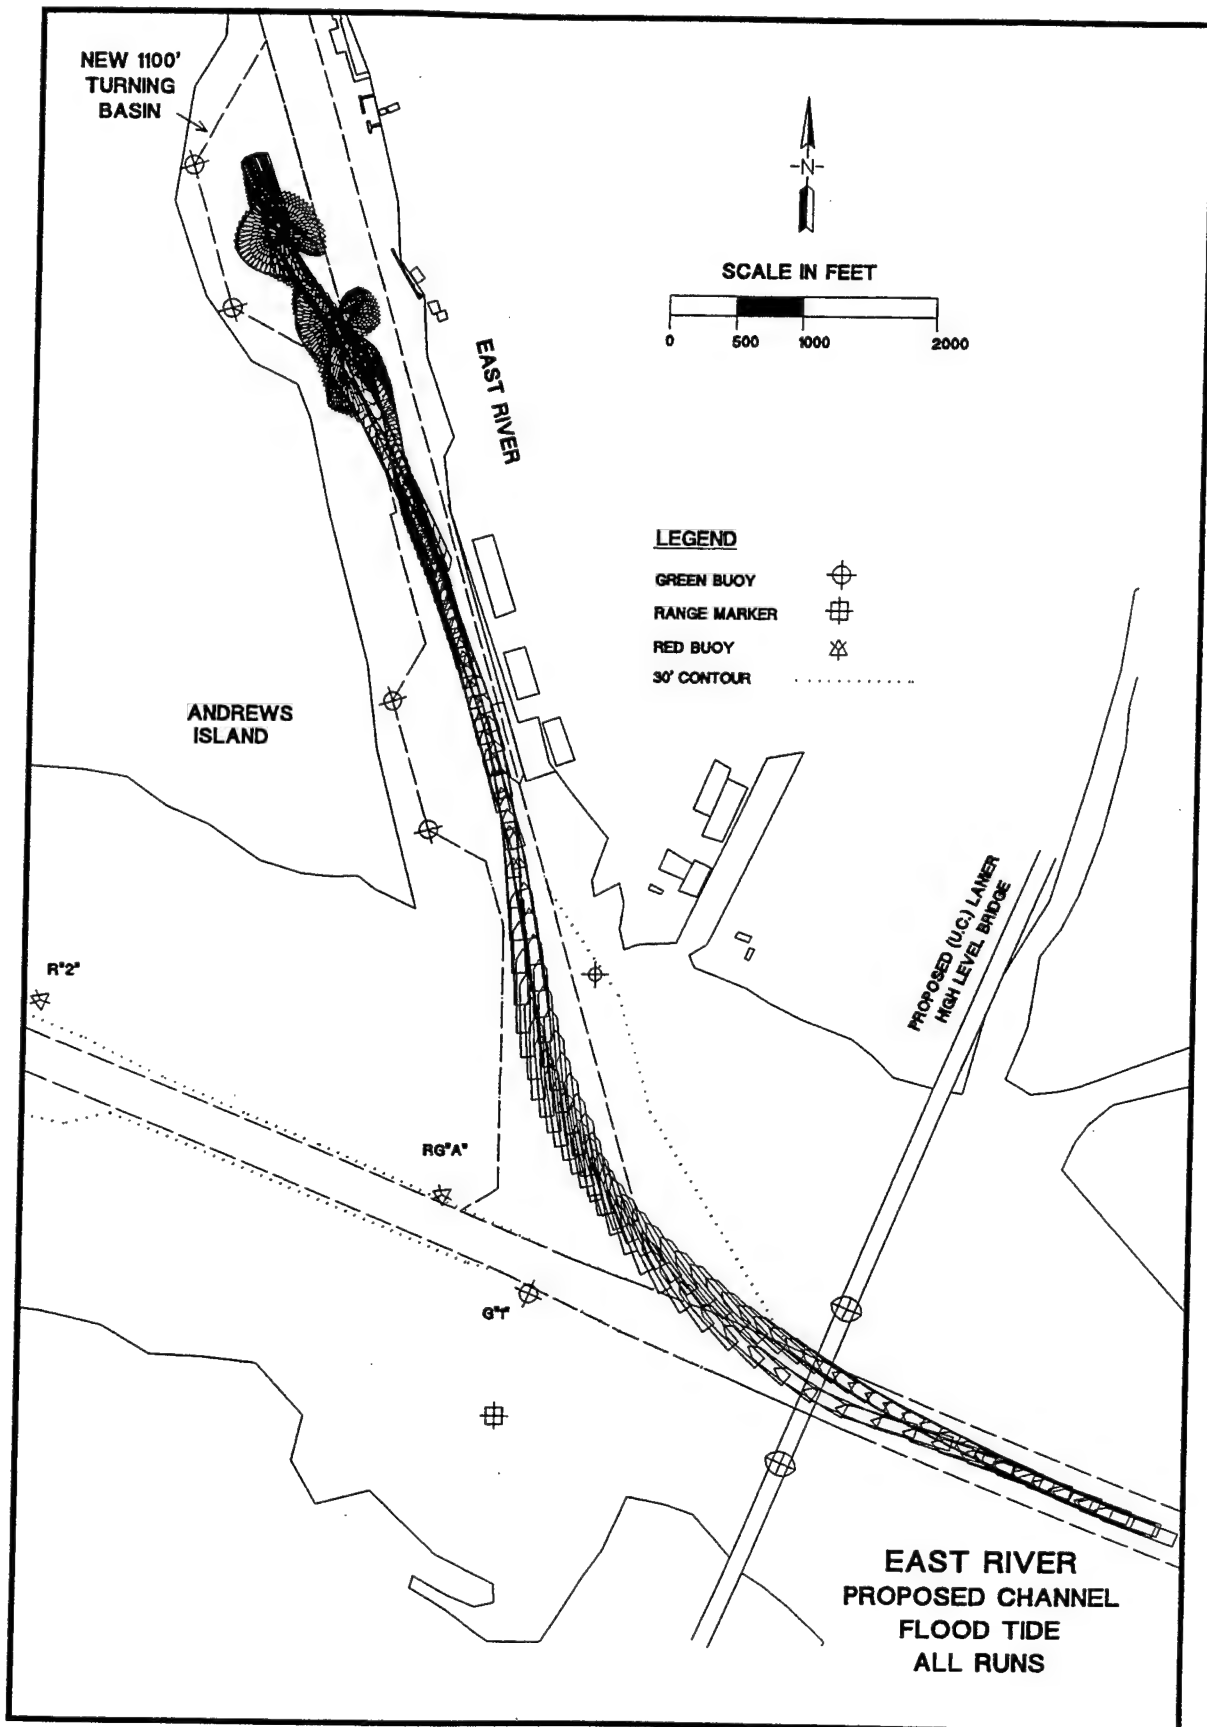 NEW 1100'
TURNING
BASIN
-N-
SCALE IN FEET
0 500 1000 2000
EAST RIVER
LEGEND
GREEN BUOY
RANGE MARKER
RED BUOY
30' CONTOUR
ANDREWS
ISLAND
PROPOSED (U.C.) LANIER
HIGH LEVEL BRIDGE
R"2"
RG"A"
G"1"
EAST RIVER
PROPOSED CHANNEL
FLOOD TIDE
ALL RUNS